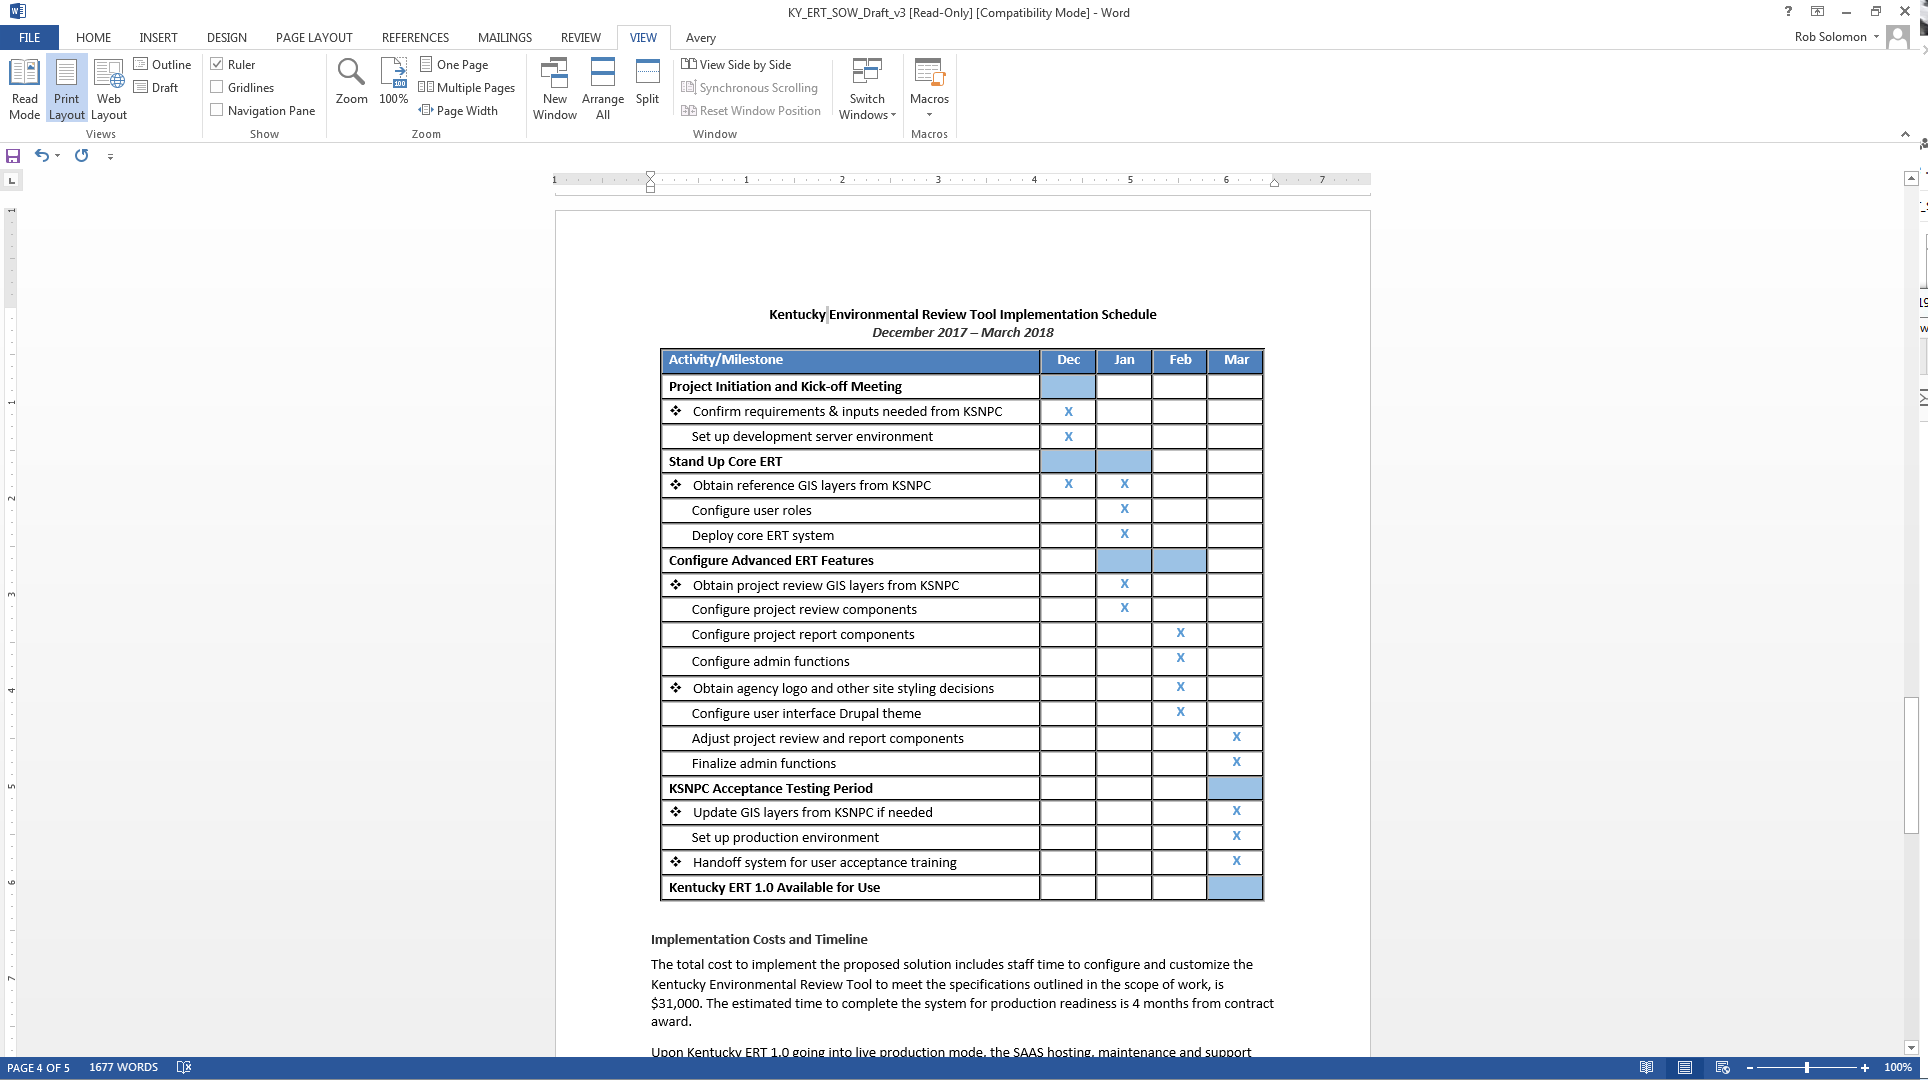 KY_ERT_SOW_Draft_v3 [Read-Only] [Compatibility Mode] - Word
FILE HOME INSERT DESIGN PAGE LAYOUT REFERENCES MAILINGS REVIEW VIEW Avery
Rob Solomon
Read Mode
Print Layout
Web Layout
Outline
Draft
Views
Ruler
Gridlines
Navigation Pane
Show
Zoom
100%
One Page
Multiple Pages
Page Width
Zoom
New Window
Arrange All
Split
View Side by Side
Synchronous Scrolling
Reset Window Position
Window
Switch Windows
Macros
Macros
1 1 2 3 4 5 6 7
Kentucky Environmental Review Tool Implementation Schedule
December 2017 – March 2018
Activity/Milestone Dec Jan Feb Mar
Project Initiation and Kick-off Meeting
❖ Confirm requirements & inputs needed from KSNPC X
Set up development server environment X
Stand Up Core ERT
❖ Obtain reference GIS layers from KSNPC X X
Configure user roles X
Deploy core ERT system X
Configure Advanced ERT Features
❖ Obtain project review GIS layers from KSNPC X
Configure project review components X
Configure project report components X
Configure admin functions X
❖ Obtain agency logo and other site styling decisions X
Configure user interface Drupal theme X
Adjust project review and report components X
Finalize admin functions X
KSNPC Acceptance Testing Period
❖ Update GIS layers from KSNPC if needed X
Set up production environment X
❖ Handoff system for user acceptance training X
Kentucky ERT 1.0 Available for Use
Implementation Costs and Timeline
The total cost to implement the proposed solution includes staff time to configure and customize the
Kentucky Environmental Review Tool to meet the specifications outlined in the scope of work, is
$31,000. The estimated time to complete the system for production readiness is 4 months from contract
award.
Upon Kentucky ERT 1.0 going into live production mode, the SAAS hosting, maintenance and support
PAGE 4 OF 5 1677 WORDS
100%